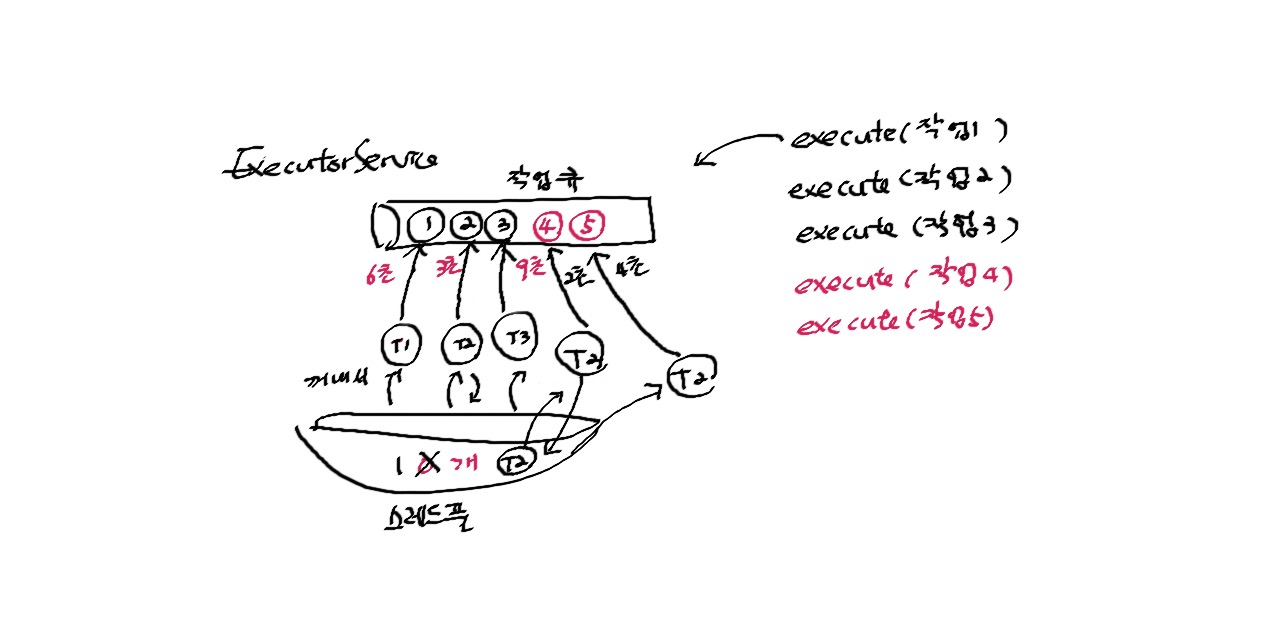 ExecutorService
작업큐
1 2 3 4 5
6초 3초 9초 2초 4초
T1 T2 T3 T2 T2
꺼내서
1 0 개 T2
스레드풀
execute(작업1)
execute(작업2)
execute(작업3)
execute(작업4)
execute(작업5)